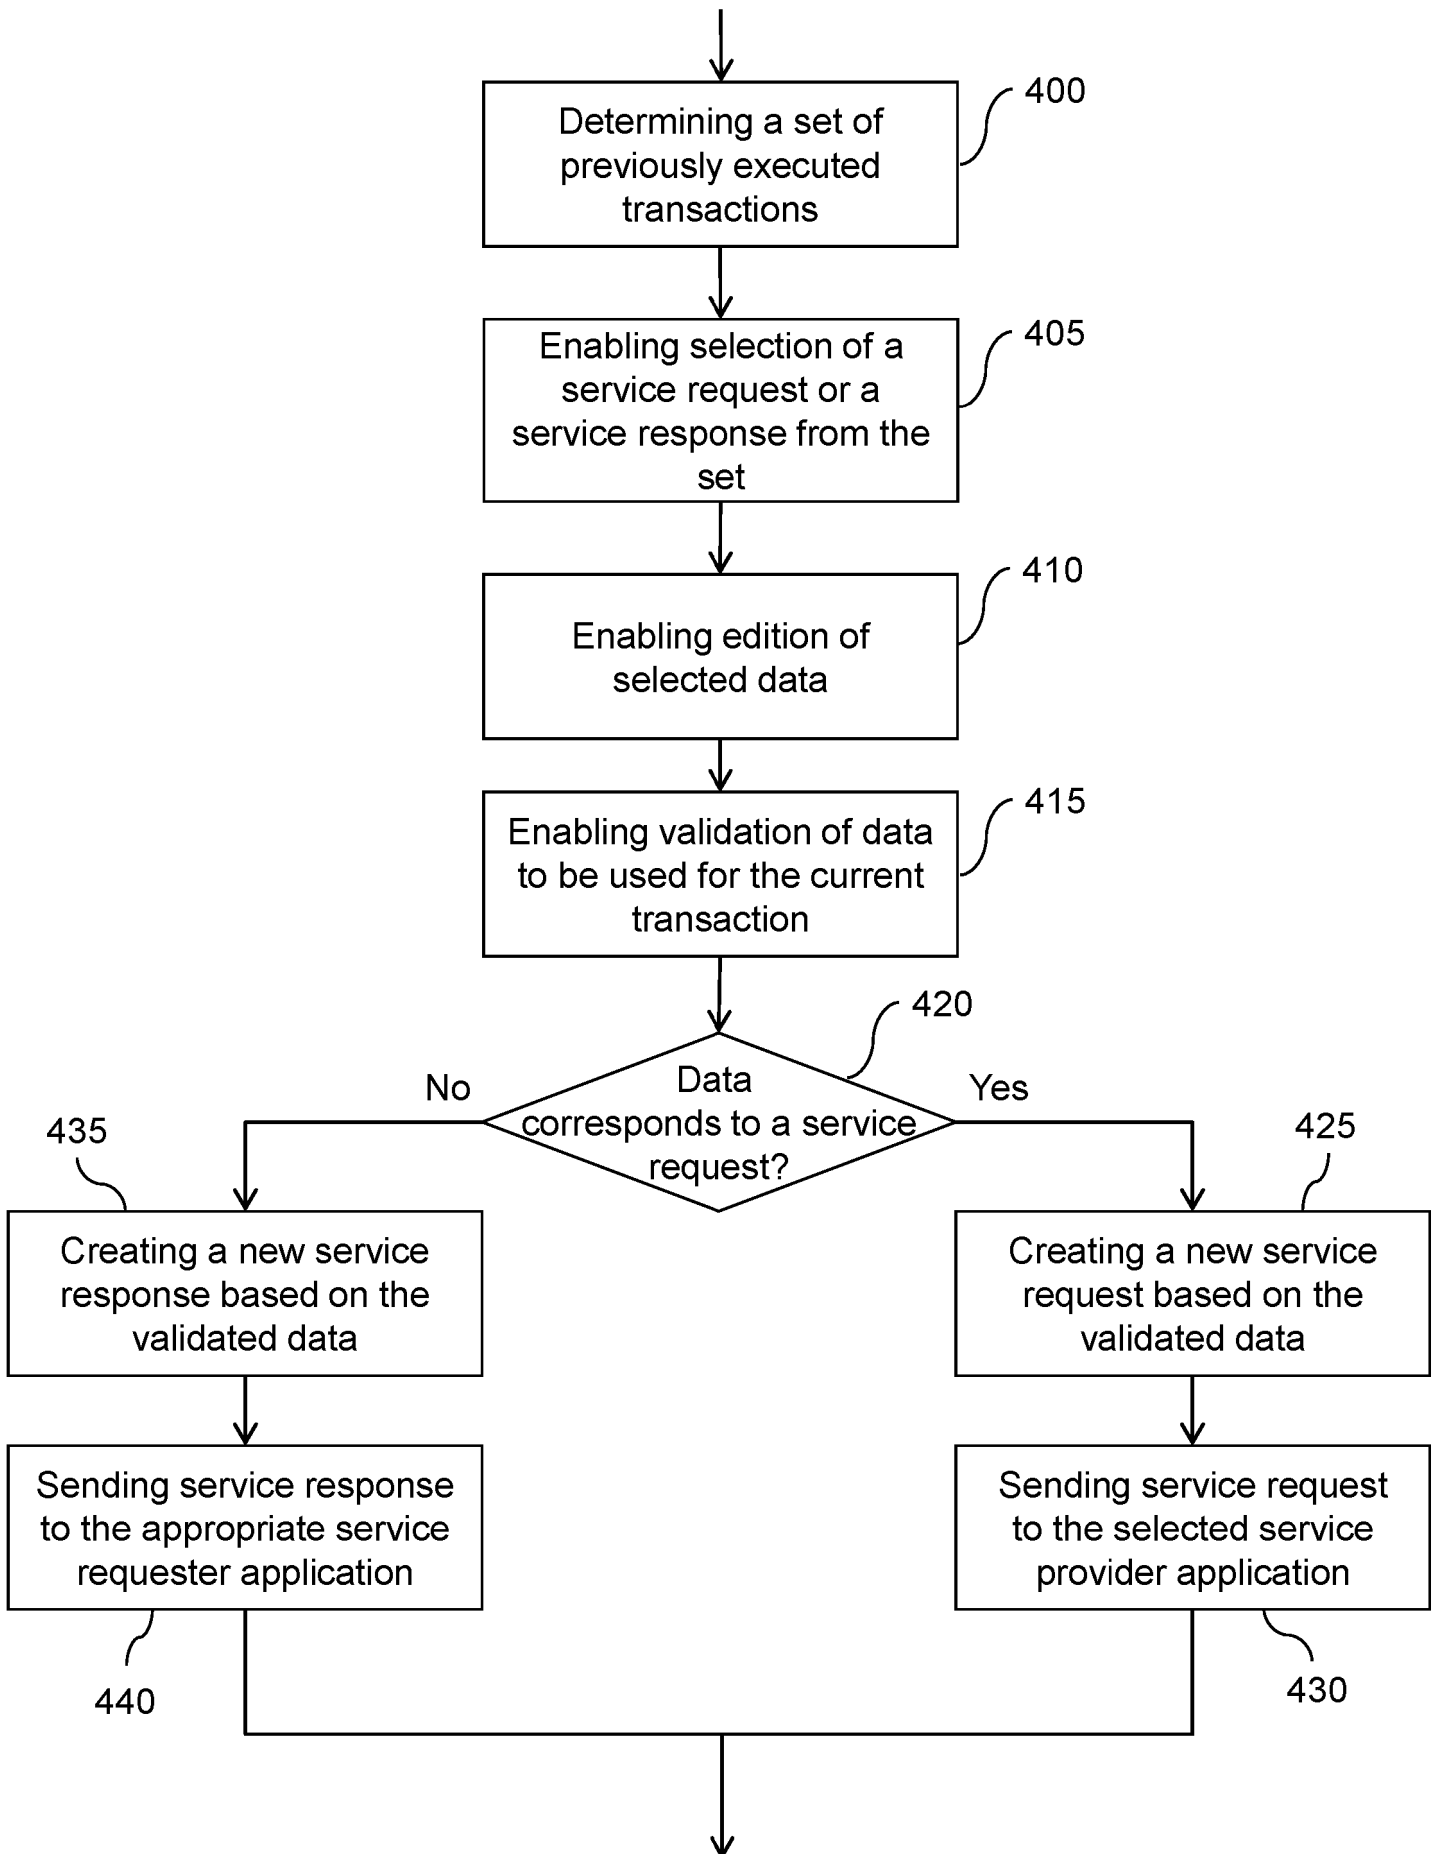 400
Determining a set of
previously executed
transactions
405
Enabling selection of a
service request or a
service response from the
set
410
Enabling edition of
selected data
415
Enabling validation of data
to be used for the current
transaction
420
Data
corresponds to a service
request?
No
Yes
435
425
Creating a new service
response based on the
validated data
Creating a new service
request based on the
validated data
Sending service response
to the appropriate service
requester application
Sending service request
to the selected service
provider application
440
430